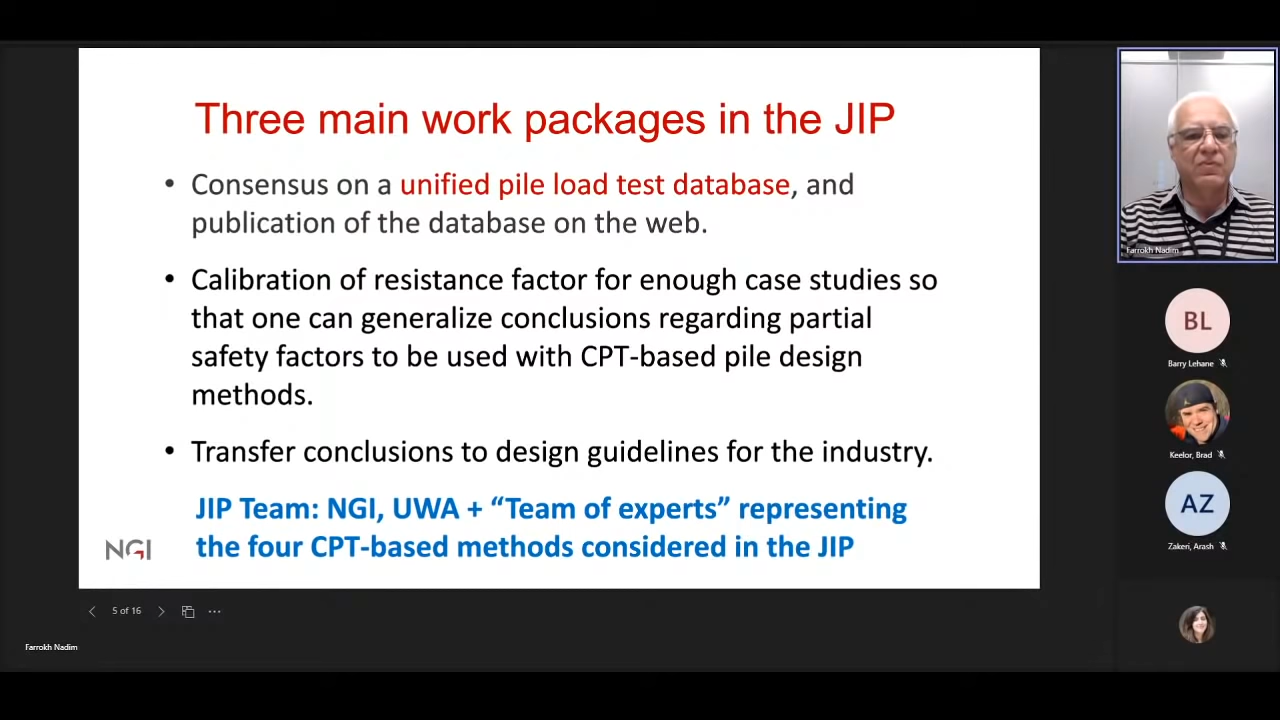 Three main work packages in the JIP
• Consensus on a unified pile load test database, and
publication of the database on the web.
• Calibration of resistance factor for enough case studies so
that one can generalize conclusions regarding partial
safety factors to be used with CPT-based pile design
methods.
• Transfer conclusions to design guidelines for the industry.
JIP Team: NGI, UWA + “Team of experts” representing
the four CPT-based methods considered in the JIP
NGI
5 of 16
Farrokh Nadim
Farrokh Nadim
BL
Barry Lehane
Keelor, Brad
AZ
Zakeri, Arash